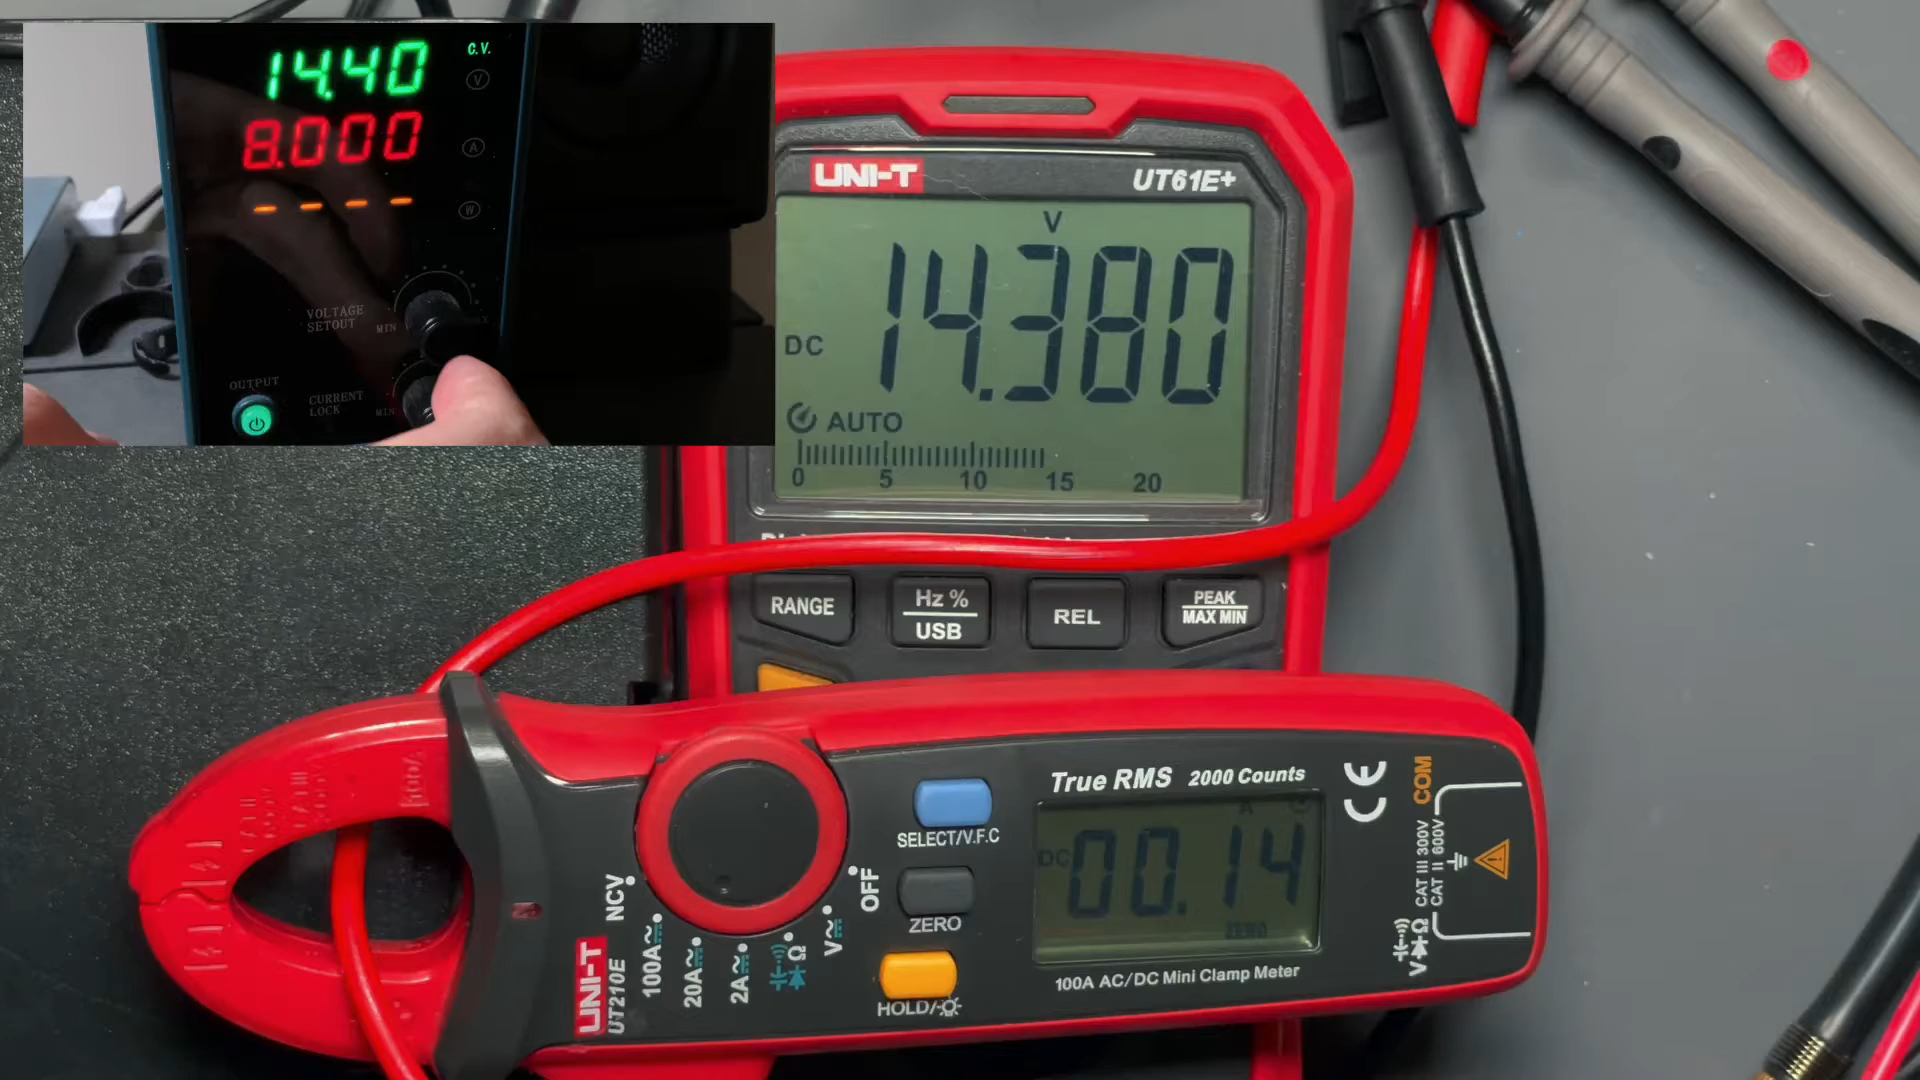 14.40
C.V.
V
8.000
A
- - - -
W
VOLTAGE
SETOUT
MIN
OUTPUT
CURRENT
LOCK
MIN
UNI-T
UT61E+
V
DC
14.380
AUTO
0 5 10 15 20
RANGE
Hz %
USB
REL
PEAK
MAX MIN
True RMS 2000 Counts
SELECT/V.F.C
ZERO
HOLD/
OFF
NCV
100A
20A
2A
Ω
V
UNI-T
UT210E
A
DC
00.14
ZERO
100A AC/DC Mini Clamp Meter
CE
COM
CAT III 300V
CAT II 600V
V Ω